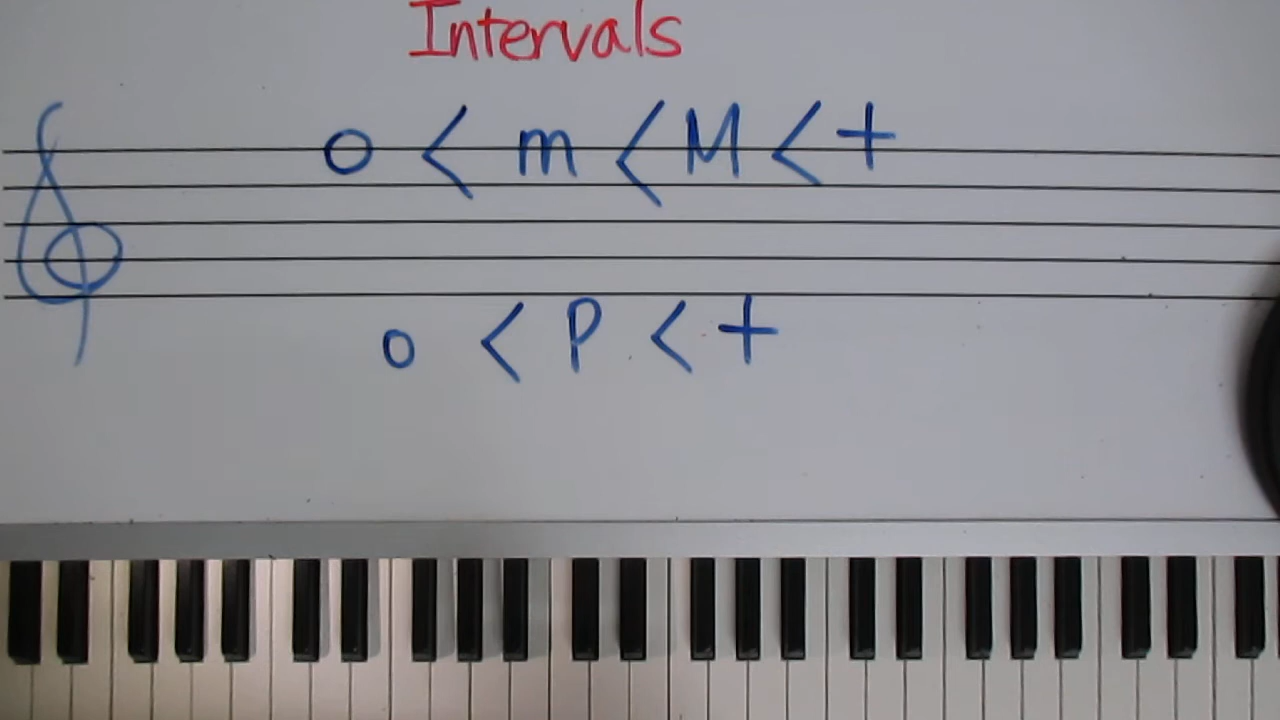 Intervals
o < m < M < +
o < P < +